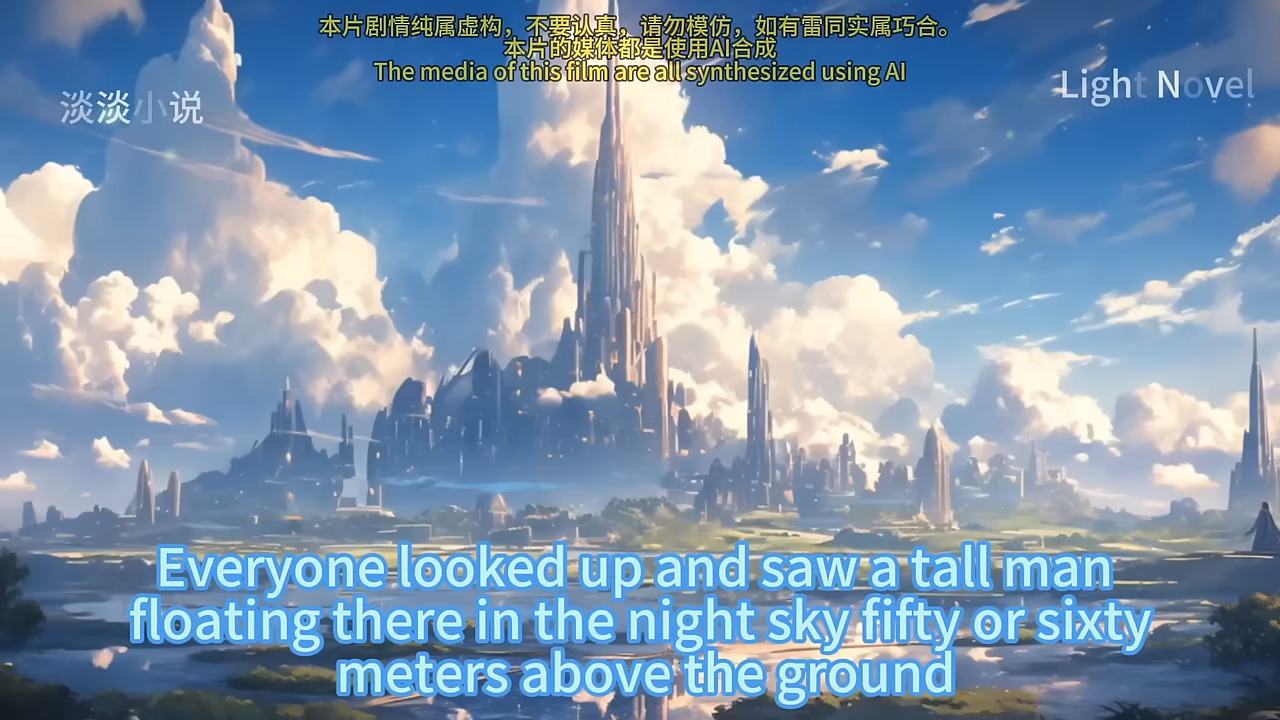 本片剧情纯属虚构，不要认真，请勿模仿，如有雷同实属巧合。
本片的媒体都是使用AI合成
The media of this film are all synthesized using AI
淡淡小说
Light Novel
Everyone looked up and saw a tall man
floating there in the night sky fifty or sixty
meters above the ground